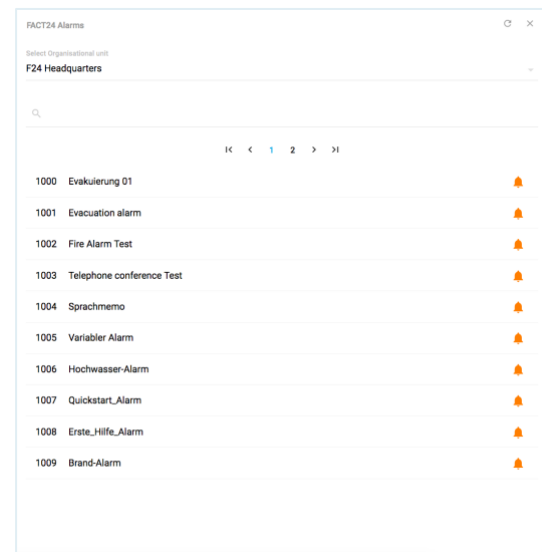 FACT24 Alarms
Select Organisational unit
F24 Headquarters
1 2
1000 Evakuierung 01
1001 Evacuation alarm
1002 Fire Alarm Test
1003 Telephone conference Test
1004 Sprachmemo
1005 Variabler Alarm
1006 Hochwasser-Alarm
1007 Quickstart_Alarm
1008 Erste_Hilfe_Alarm
1009 Brand-Alarm